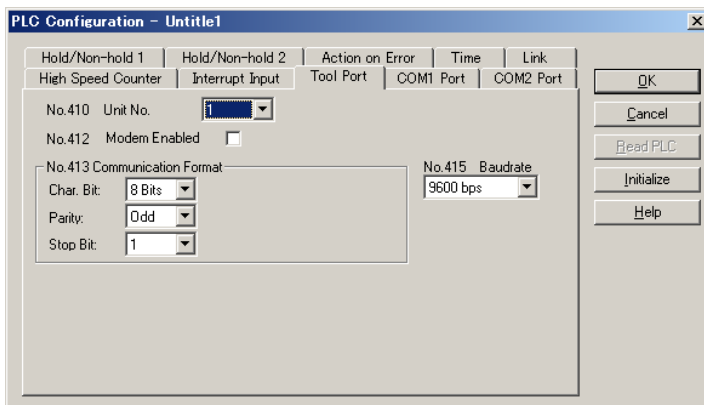 PLC Configuration - Untitle1
Hold/Non-hold 1 Hold/Non-hold 2 Action on Error Time Link
High Speed Counter Interrupt Input Tool Port COM1 Port COM2 Port
OK
No.410 Unit No. 1
Cancel
No.412 Modem Enabled
Read PLC
No.413 Communication Format No.415 Baudrate
Char. Bit: 8 Bits 9600 bps
Initialize
Parity: Odd
Help
Stop Bit: 1